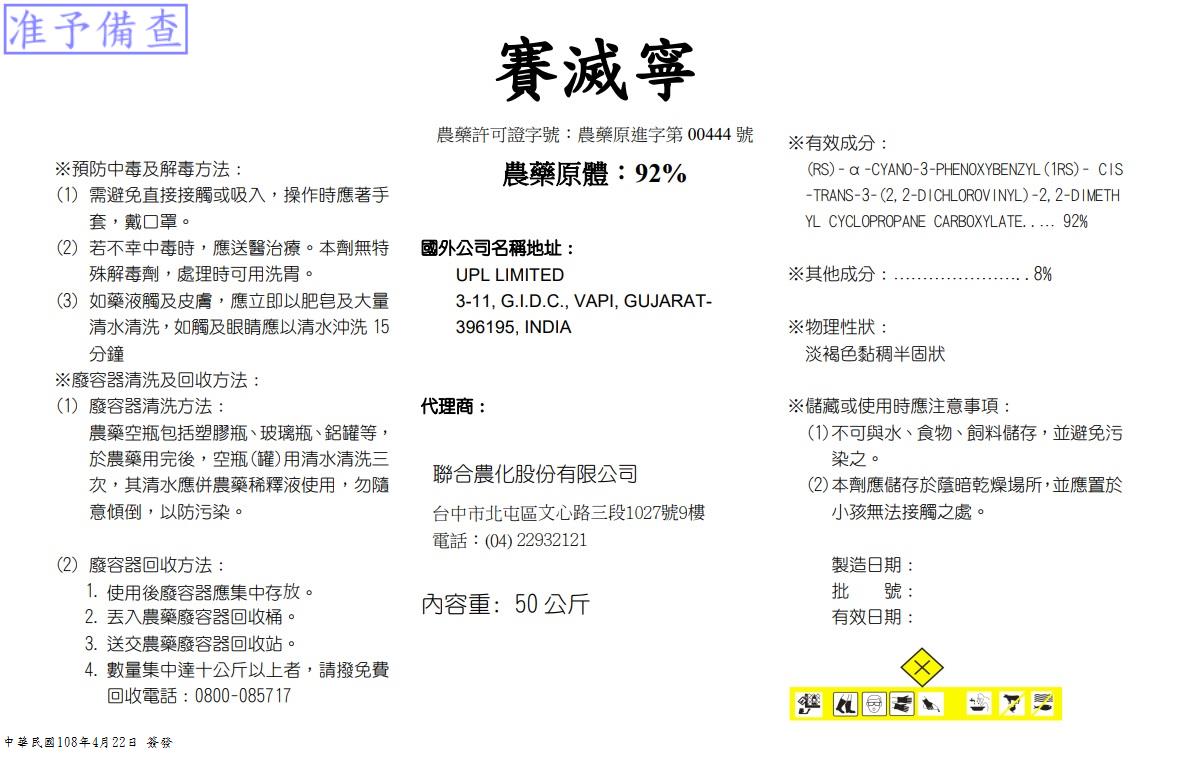 准予備查
賽滅寧
農藥許可證字號：農藥原進字第 00444 號
農藥原體：92%
※預防中毒及解毒方法：
(1) 需避免直接接觸或吸入，操作時應著手
套，戴口罩。
(2) 若不幸中毒時，應送醫治療。本劑無特
殊解毒劑，處理時可用洗胃。
(3) 如藥液觸及皮膚，應立即以肥皂及大量
清水清洗，如觸及眼睛應以清水沖洗 15
分鐘
※廢容器清洗及回收方法：
(1) 廢容器清洗方法：
農藥空瓶包括塑膠瓶、玻璃瓶、鋁罐等，
於農藥用完後，空瓶(罐)用清水清洗三
次，其清水應併農藥稀釋液使用，勿隨
意傾倒，以防污染。
(2) 廢容器回收方法：
1. 使用後廢容器應集中存放。
2. 丟入農藥廢容器回收桶。
3. 送交農藥廢容器回收站。
4. 數量集中達十公斤以上者，請撥免費
回收電話：0800-085717
國外公司名稱地址：
UPL LIMITED
3-11, G.I.D.C., VAPI, GUJARAT-
396195, INDIA
代理商：
聯合農化股份有限公司
台中市北屯區文心路三段1027號9樓
電話：(04) 22932121
內容重: 50 公斤
※有效成分：
(RS)-α-CYANO-3-PHENOXYBENZYL(1RS)- CIS
-TRANS-3-(2,2-DICHLOROVINYL)-2,2-DIMETH
YL CYCLOPROPANE CARBOXYLATE..… 92%
※其他成分：…………………..8%
※物理性狀：
淡褐色黏稠半固狀
※儲藏或使用時應注意事項：
(1)不可與水、食物、飼料儲存，並避免污
染之。
(2)本劑應儲存於蔭暗乾燥場所，並應置於
小孩無法接觸之處。
製造日期：
批　　號：
有效日期：
中華民國108年4月22日 簽發